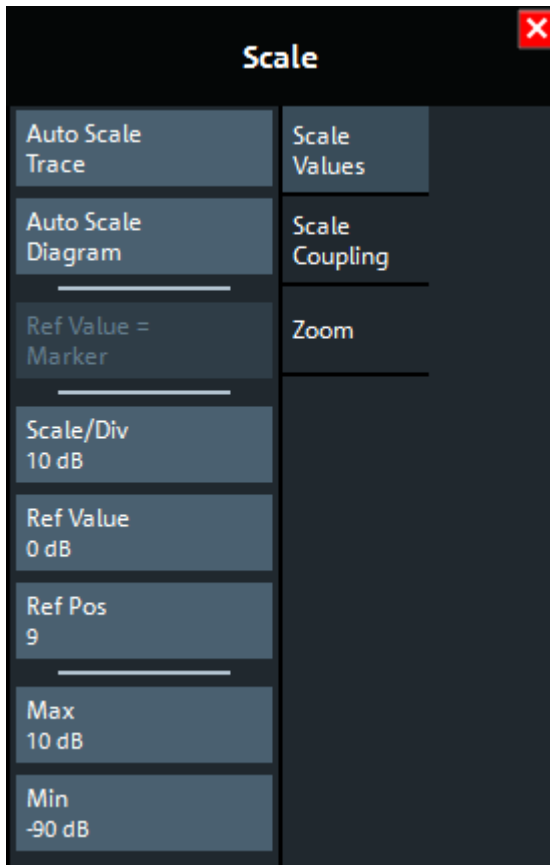 Scale
Auto Scale
Trace
Auto Scale
Diagram
Ref Value =
Marker
Scale/Div
10 dB
Ref Value
0 dB
Ref Pos
9
Max
10 dB
Min
-90 dB
Scale
Values
Scale
Coupling
Zoom